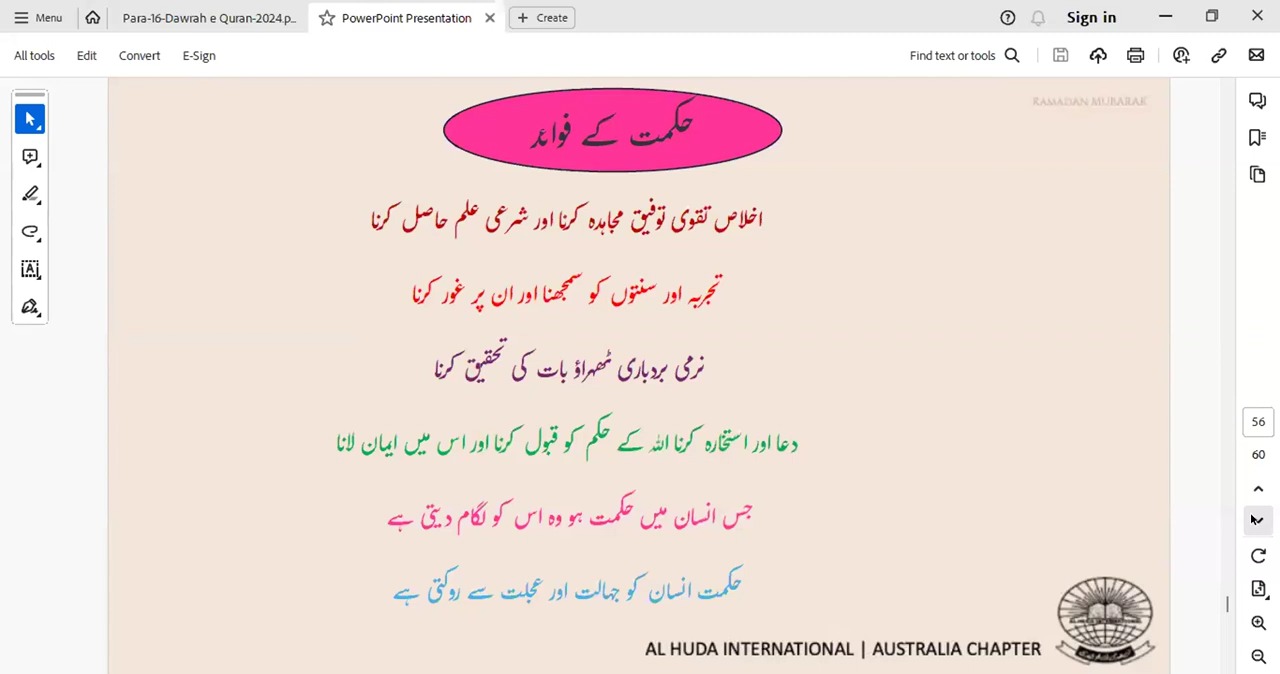 Menu
Para-16-Dawrah e Quran-2024.p...
PowerPoint Presentation
Create
Sign in
All tools
Edit
Convert
E-Sign
Find text or tools
RAMADAN MUBARAK
حکمت کے فوائد
اخلاص تقوی توفیق مجاہدہ کرنا اور شرعی علم حاصل کرنا
تجربہ اور سنتوں کو سمجھنا اور ان پر غور کرنا
نرمی بردباری ٹھہراؤ بات کی تحقیق کرنا
دعا اور استخارہ کرنا اللہ کے حکم کو قبول کرنا اور اس میں ایمان لانا
جس انسان میں حکمت ہو وہ اس کو لگام دیتی ہے
حکمت انسان کو جہالت اور عجلت سے روکتی ہے
56
60
AL HUDA INTERNATIONAL | AUSTRALIA CHAPTER